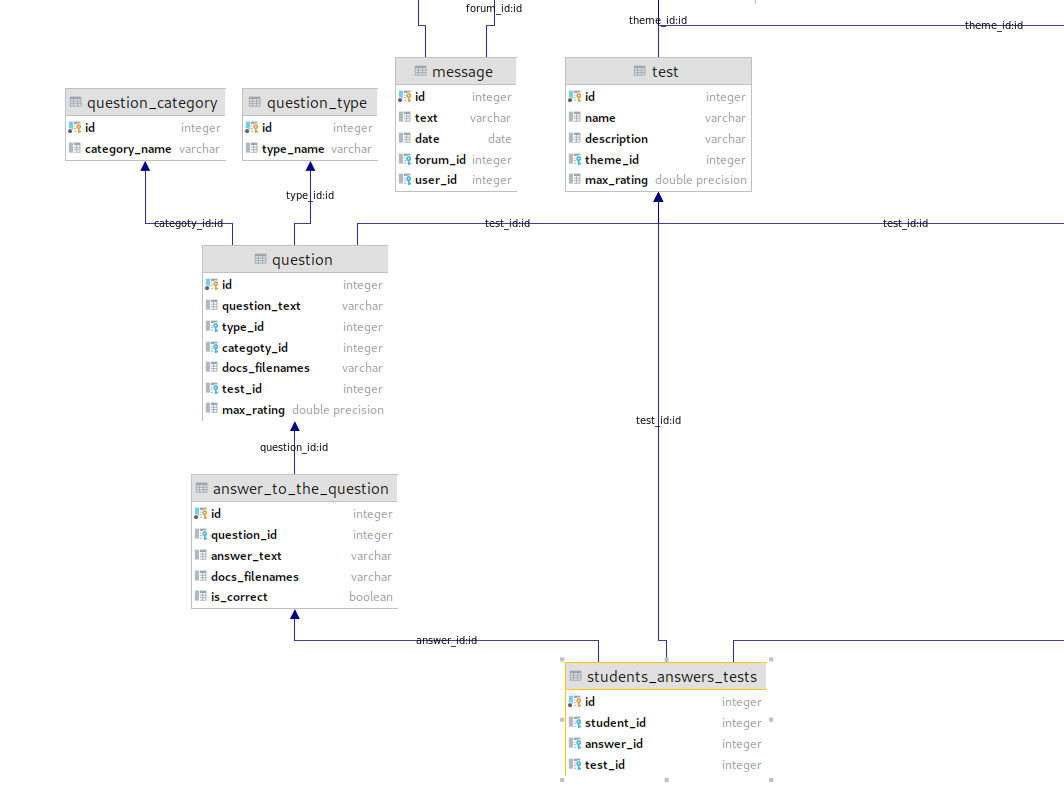 forum_id:id
theme_id:id
theme_id:id
message
id integer
text varchar
date date
forum_id integer
user_id integer
test
id integer
name varchar
description varchar
theme_id integer
max_rating double precision
question_category
id integer
category_name varchar
question_type
id integer
type_name varchar
type_id:id
categoty_id:id
test_id:id
test_id:id
question
id integer
question_text varchar
type_id integer
categoty_id integer
docs_filenames varchar
test_id integer
max_rating double precision
test_id:id
question_id:id
answer_to_the_question
id integer
question_id integer
answer_text varchar
docs_filenames varchar
is_correct boolean
answer_id:id
students_answers_tests
id integer
student_id integer
answer_id integer
test_id integer